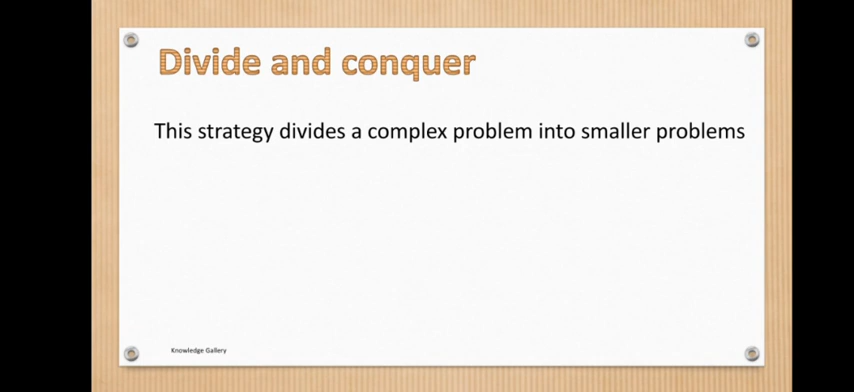 Divide and conquer
This strategy divides a complex problem into smaller problems
Knowledge Gallery